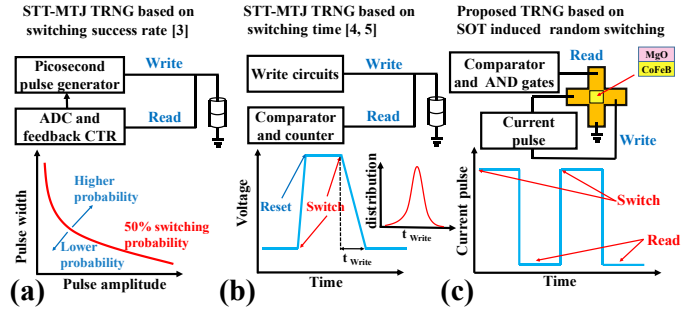 STT-MTJ TRNG based on
switching success rate [3]
Picosecond
pulse generator
Write
ADC and
feedback CTR
Read
Pulse width
Higher
probability
Lower
probability
50% switching
probability
Pulse amplitude
(a)
STT-MTJ TRNG based on
switching time [4, 5]
Write circuits
Write
Comparator
and counter
Read
Voltage
Reset
Switch
t Write
Time
distribution
t Write
(b)
Proposed TRNG based on
SOT induced random switching
Comparator
and AND gates
Read
MgO
CoFeB
Current
pulse
Write
Current pulse
Switch
Read
Time
(c)